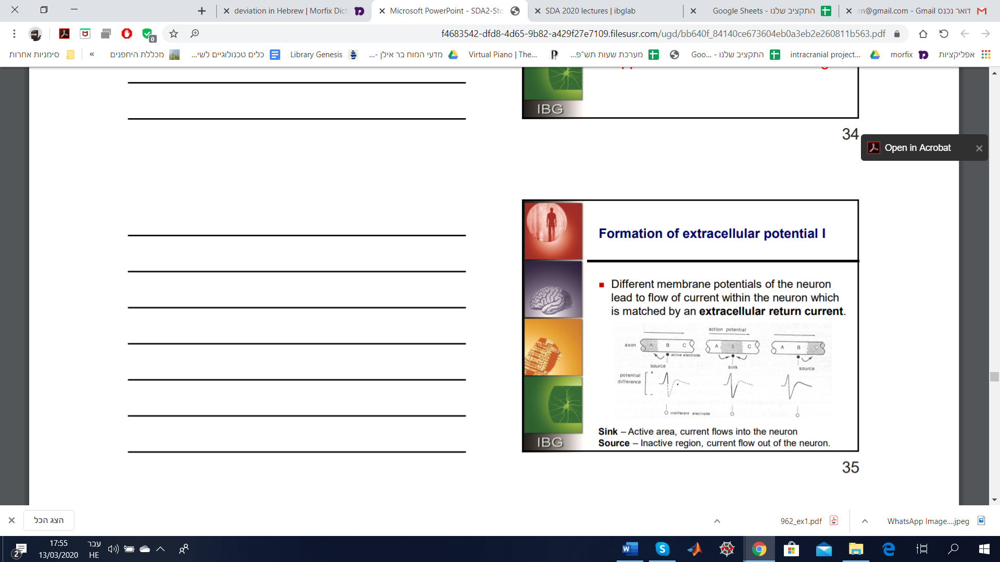 deviation in Hebrew | Morfix Dict
Microsoft PowerPoint - SDA2-Sto
SDA 2020 lectures | ibglab
התקציב שלנו - Google Sheets
דואר נכנס - en@gmail.com - Gmail
f4683542-dfd8-4d65-9b82-a429f27e7109.filesusr.com/ugd/bb640f_84140ce673604eb0a3eb2e260811b563.pdf
0
סימניות אחרות
»
מכללת היחפנים
כלים טכנולוגיים לשי...
Library Genesis
מדעי המוח בר אילן -...
Virtual Piano | The...
מערכת שעות תש"פ...
התקציב שלנו - Goo...
intracranial project...
morfix
אפליקציות
IBG
34
Open in Acrobat
Formation of extracellular potential I
Different membrane potentials of the neuron
lead to flow of current within the neuron which
is matched by an extracellular return current.
action potential
axon
A B C
A B C
A B C
active electrode
source
sink
source
potential
difference
+
-
indifferent electrode
Sink – Active area, current flows into the neuron
Source – Inactive region, current flow out of the neuron.
IBG
35
הצג הכל
962_ex1.pdf
WhatsApp Image....jpeg
2
17:55
13/03/2020
עבר
HE